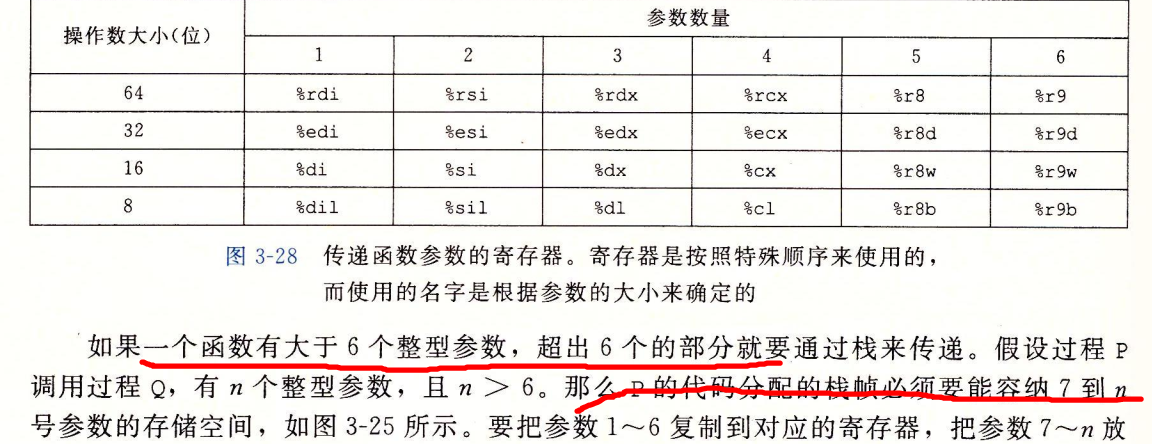 操作数大小(位) 参数数量
1 2 3 4 5 6
64 %rdi %rsi %rdx %rcx %r8 %r9
32 %edi %esi %edx %ecx %r8d %r9d
16 %di %si %dx %cx %r8w %r9w
8 %dil %sil %dl %cl %r8b %r9b
图 3-28 传递函数参数的寄存器。寄存器是按照特殊顺序来使用的，
而使用的名字是根据参数的大小来确定的
如果一个函数有大于 6 个整型参数，超出 6 个的部分就要通过栈来传递。假设过程 P
调用过程 Q，有 n 个整型参数，且 n > 6。那么 P 的代码分配的栈帧必须要能容纳 7 到 n
号参数的存储空间，如图 3-25 所示。要把参数 1～6 复制到对应的寄存器，把参数 7～n 放